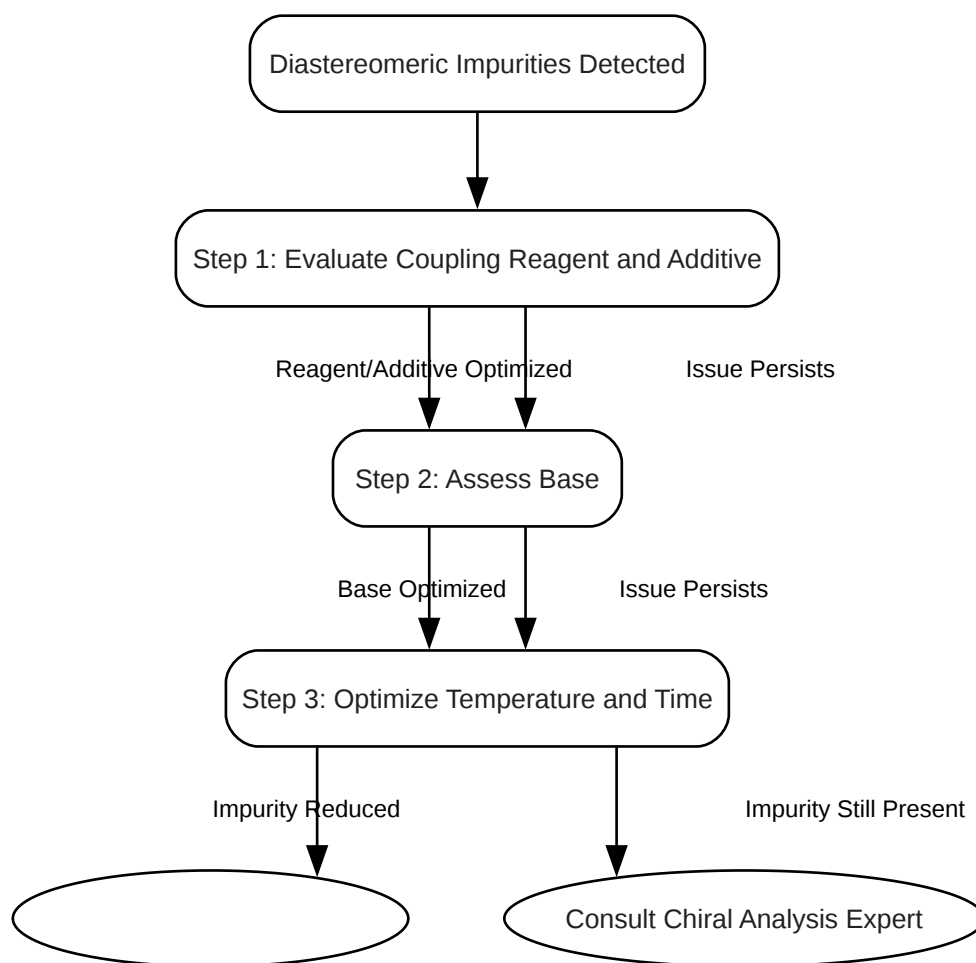 Diastereomeric Impurities Detected
Step 1: Evaluate Coupling Reagent and Additive
Reagent/Additive Optimized
Issue Persists
Step 2: Assess Base
Base Optimized
Issue Persists
Step 3: Optimize Temperature and Time
Impurity Reduced
Impurity Still Present
Consult Chiral Analysis Expert